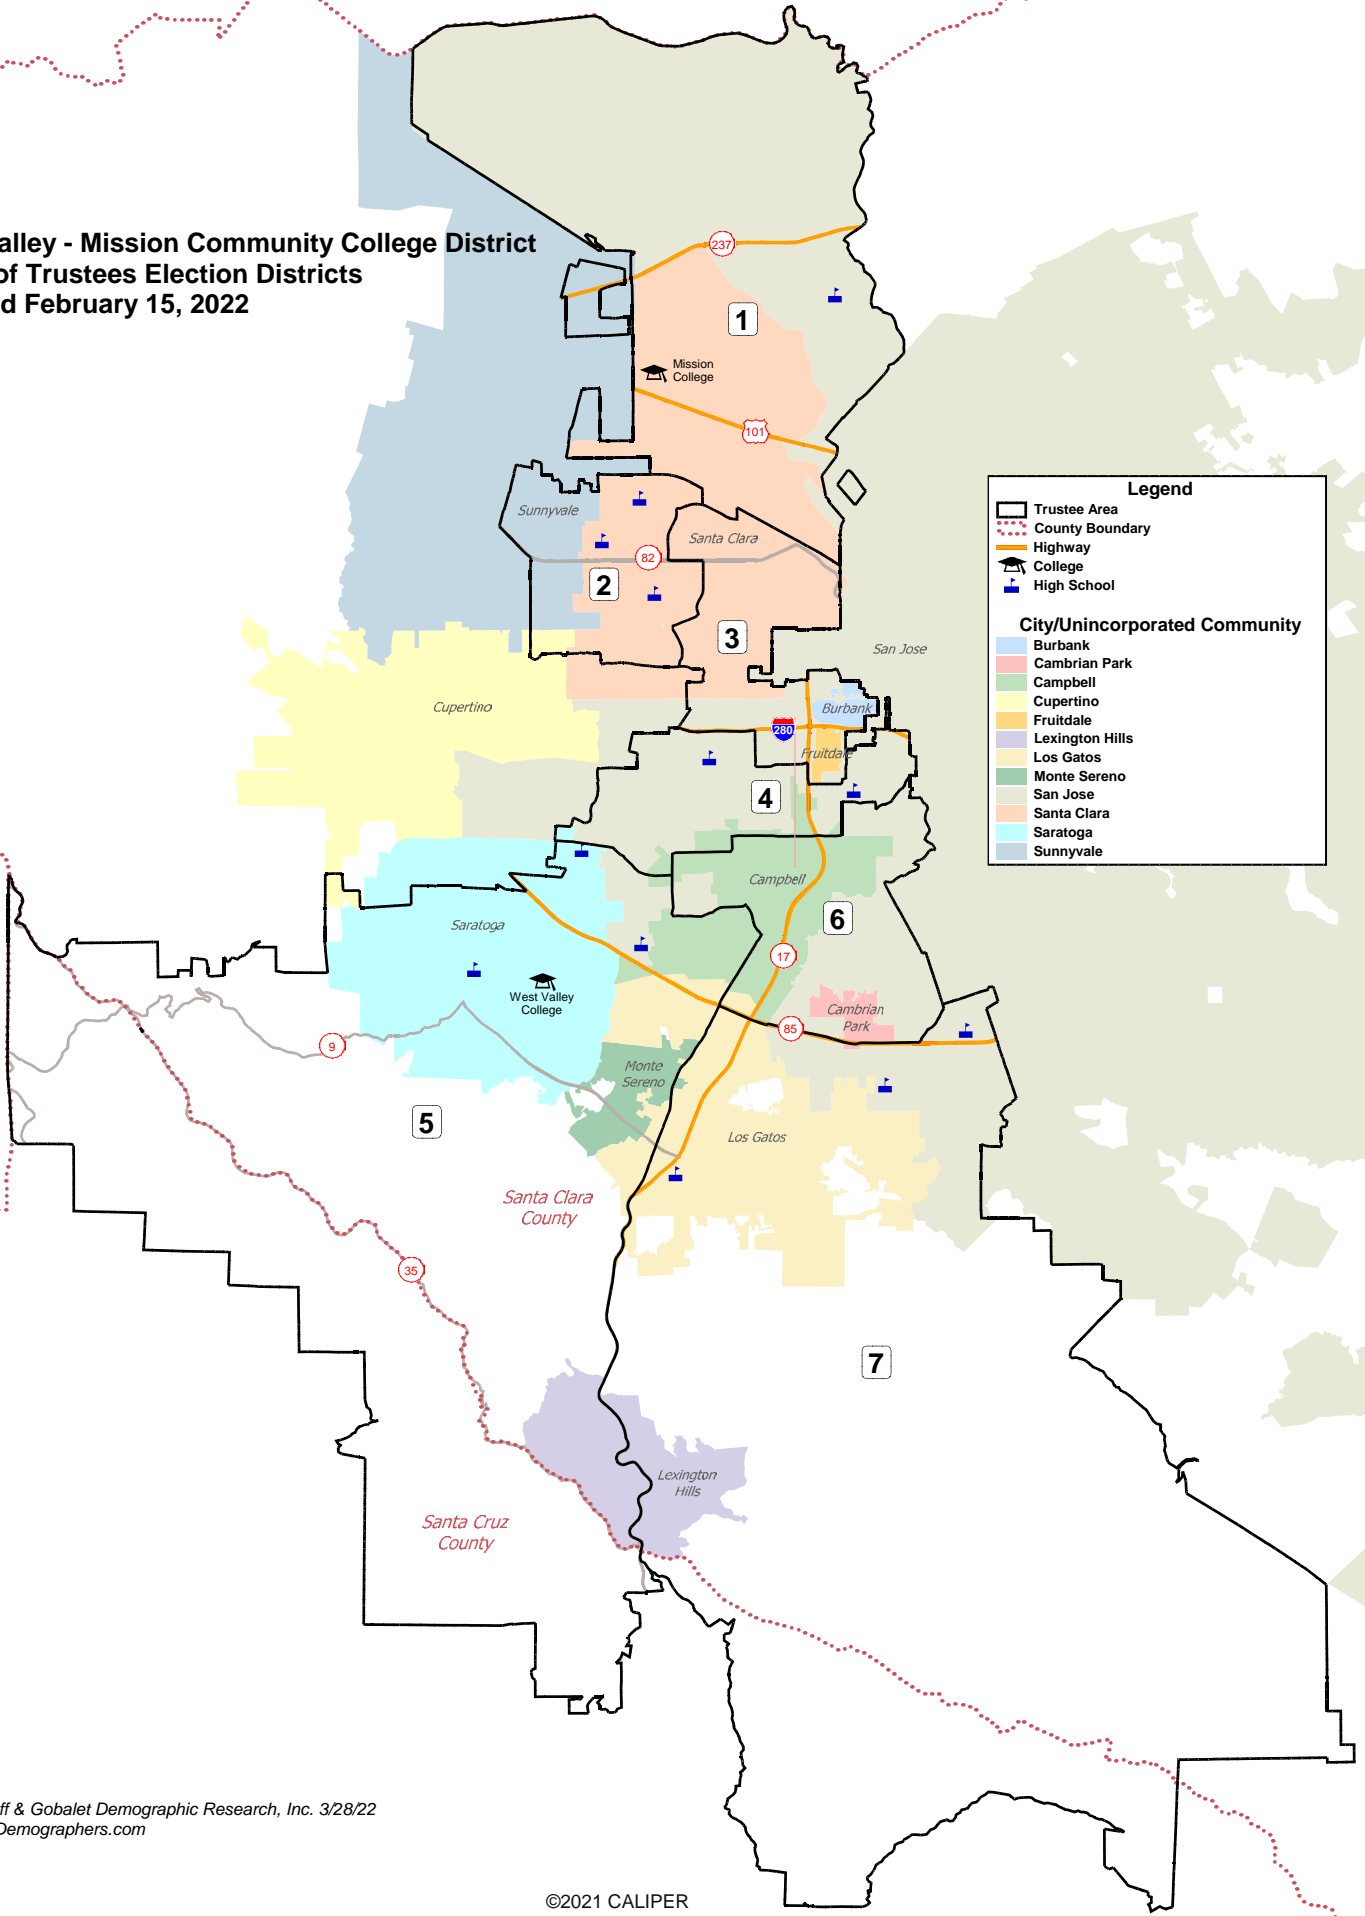 alley - Mission Community College District
of Trustees Election Districts
d February 15, 2022
237
1
Mission
College
101
Legend
Trustee Area
County Boundary
Highway
College
High School
City/Unincorporated Community
Burbank
Cambrian Park
Campbell
Cupertino
Fruitdale
Lexington Hills
Los Gatos
Monte Sereno
San Jose
Santa Clara
Saratoga
Sunnyvale
Sunnyvale
Santa Clara
82
2
3
San Jose
Cupertino
Burbank
280
Fruitdale
4
Campbell
Saratoga
6
17
West Valley
College
Cambrian
Park
85
9
Monte
Sereno
5
Los Gatos
Santa Clara
County
35
7
Lexington
Hills
Santa Cruz
County
ff & Gobalet Demographic Research, Inc. 3/28/22
Demographers.com
©2021 CALIPER